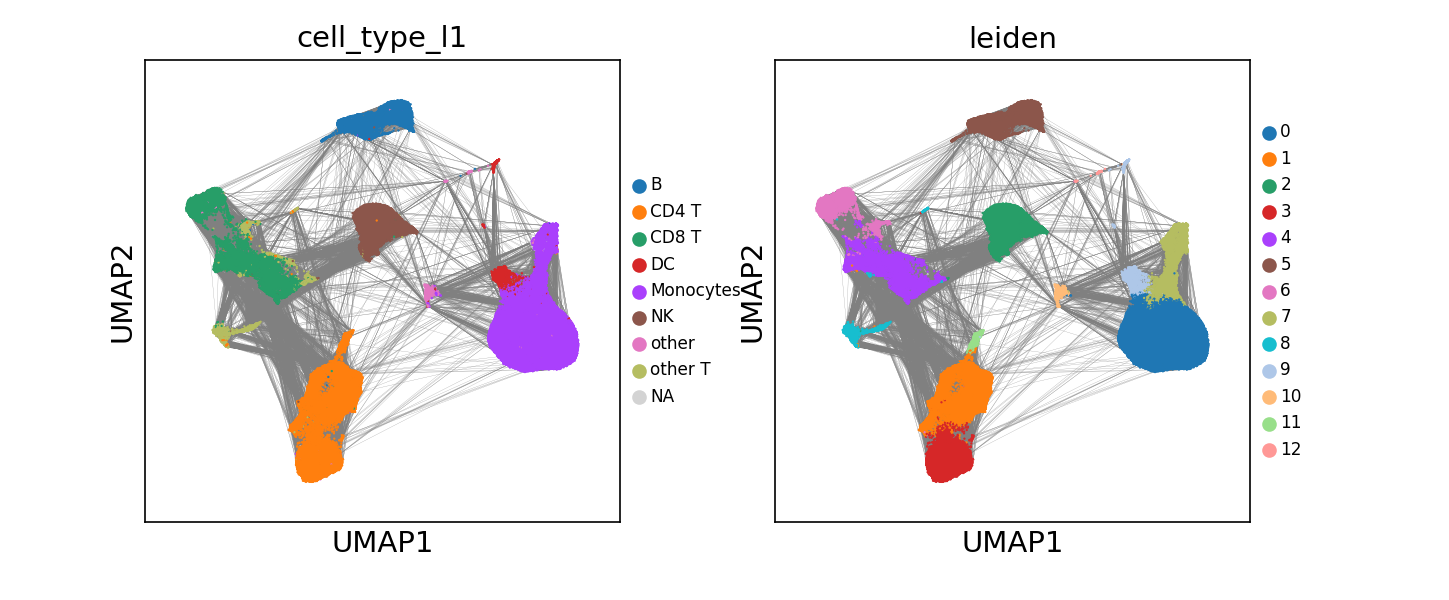 cell_type_l1
UMAP2
UMAP1
B
CD4 T
CD8 T
DC
Monocytes
NK
other
other T
NA
leiden
UMAP2
UMAP1
0
1
2
3
4
5
6
7
8
9
10
11
12